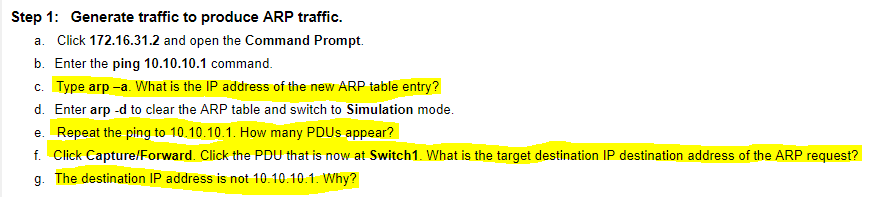 Step 1: Generate traffic to produce ARP traffic.
a. Click 172.16.31.2 and open the Command Prompt.
b. Enter the ping 10.10.10.1 command.
c. Type arp –a. What is the IP address of the new ARP table entry?
d. Enter arp -d to clear the ARP table and switch to Simulation mode.
e. Repeat the ping to 10.10.10.1. How many PDUs appear?
f. Click Capture/Forward. Click the PDU that is now at Switch1. What is the target destination IP destination address of the ARP request?
g. The destination IP address is not 10.10.10.1. Why?